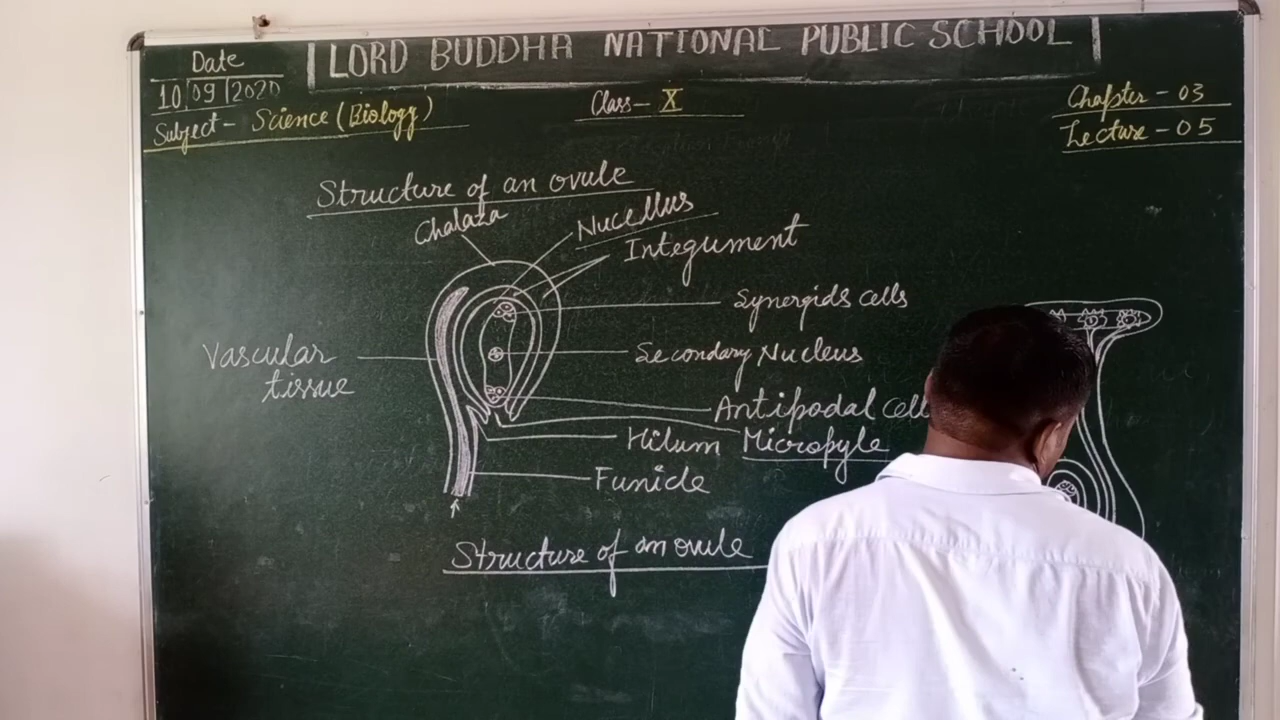 LORD BUDDHA NATIONAL PUBLIC SCHOOL
Date
10 09 2020
Subject - Science (Biology)
Class - X
Chapter - 03
Lecture - 05
Structure of an ovule
Chalaza
Nucellus
Integument
Synergids cells
Vascular
tissue
Secondary Nucleus
Antipodal cell
Hilum
Micropyle
Funicle
Structure of an ovule